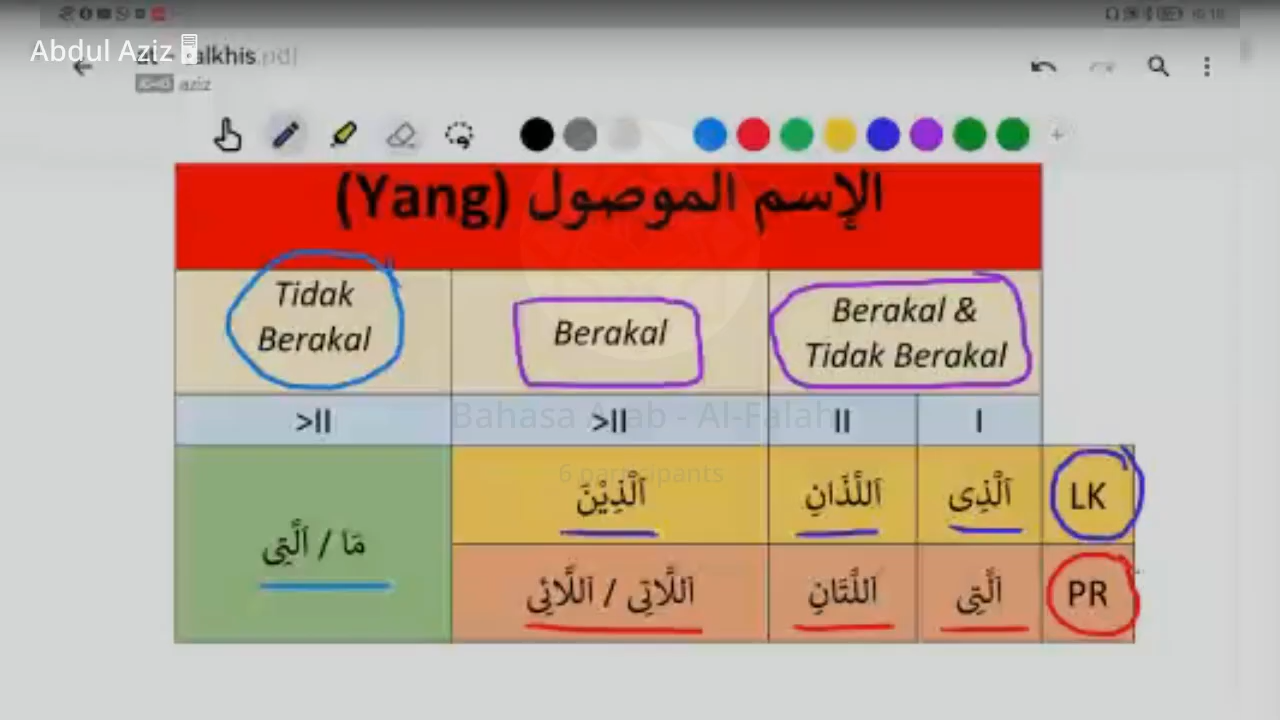 Abdul Aziz
alkhis.pdf
aziz
الإسم الموصول (Yang)
Tidak
Berakal
Berakal
Berakal &
Tidak Berakal
>II
>II
II
I
Bahasa Arab - Al-Falah
6 participants
اَلَّذِيْنَ
اَللَّذَانِ
اَلَّذِى
LK
مَا / اَلَّتِى
اَللَّاتِى / اَللَّائِى
اَللَّتَانِ
اَلَّتِى
PR